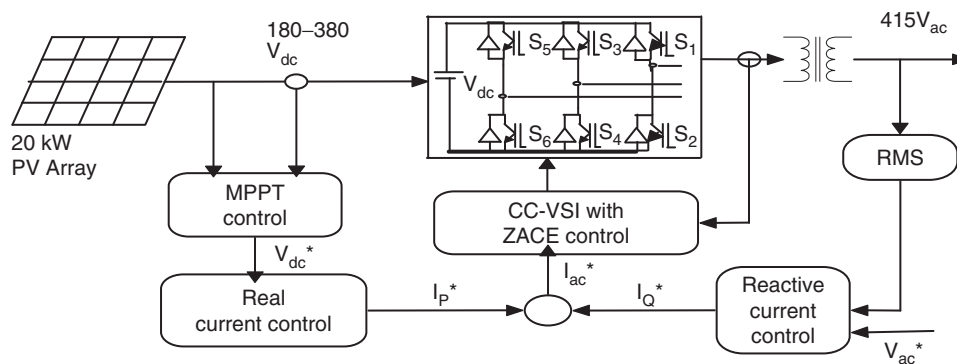 180–380
V_dc
415V_ac
S_5
S_3
S_1
V_dc
S_6
S_4
S_2
20 kW
PV Array
MPPT
control
RMS
CC-VSI with
ZACE control
V_dc*
I_ac*
Real
current control
I_P*
I_Q*
Reactive
current
control
V_ac*